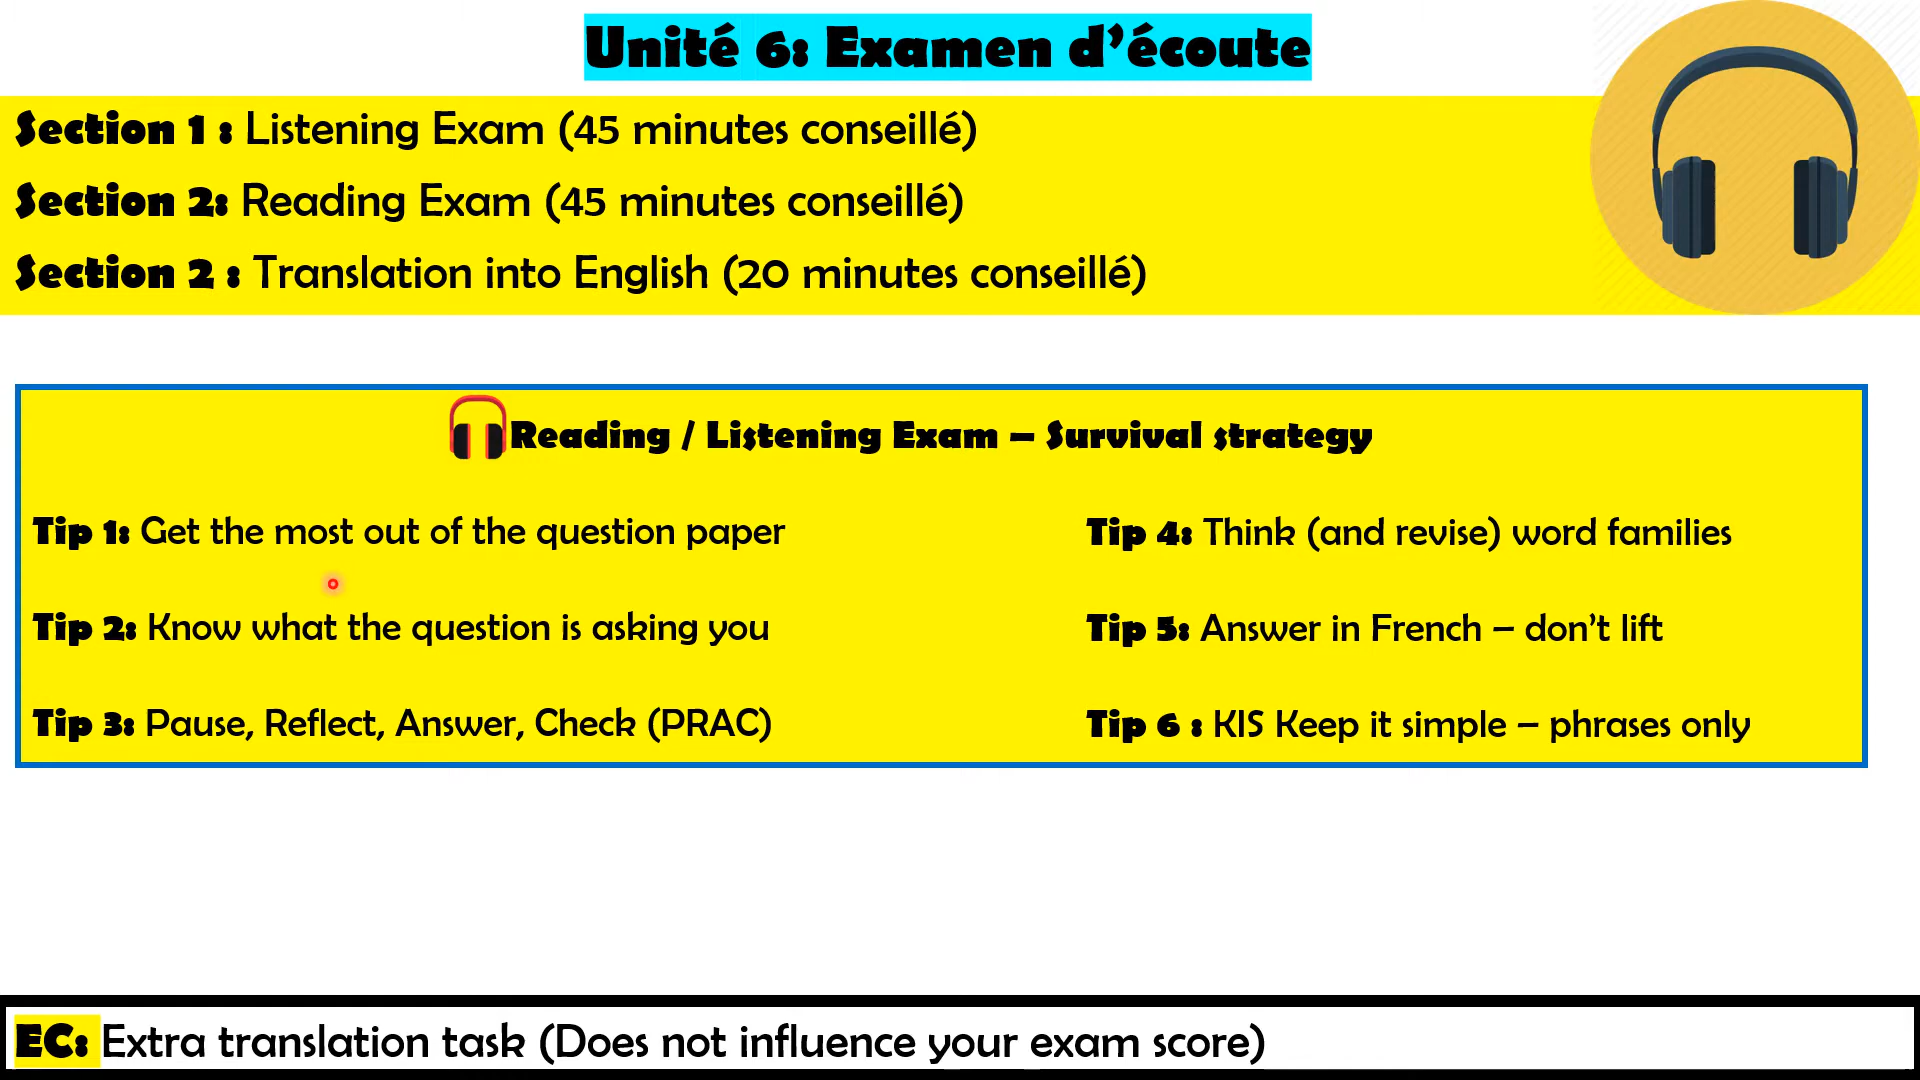 Unité 6: Examen d’écoute
Section 1 : Listening Exam (45 minutes conseillé)
Section 2: Reading Exam (45 minutes conseillé)
Section 2 : Translation into English (20 minutes conseillé)
Reading / Listening Exam – Survival strategy
Tip 1: Get the most out of the question paper
Tip 2: Know what the question is asking you
Tip 3: Pause, Reflect, Answer, Check (PRAC)
Tip 4: Think (and revise) word families
Tip 5: Answer in French – don’t lift
Tip 6 : KIS Keep it simple – phrases only
EC: Extra translation task (Does not influence your exam score)